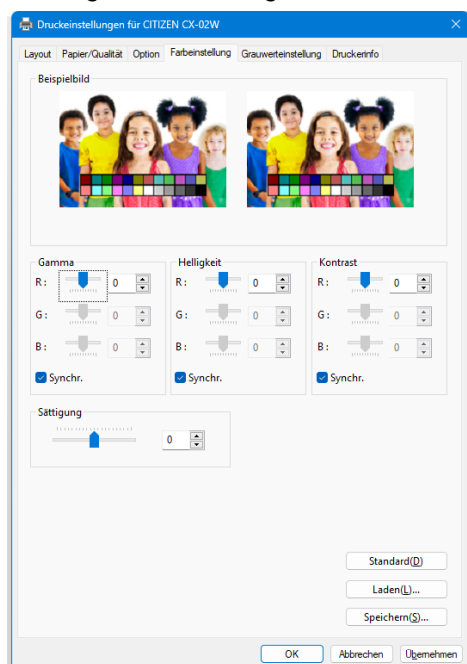 Druckeinstellungen für CITIZEN CX-02W
Layout Papier/Qualität Option Farbeinstellung Grauwerteinstellung Druckerinfo
Beispielbild
Gamma Helligkeit Kontrast
R: 0 R: 0 R: 0
G: 0 G: 0 G: 0
B: 0 B: 0 B: 0
Synchr. Synchr. Synchr.
Sättigung
0
Standard(D)
Laden(L)...
Speichern(S)...
OK Abbrechen Übernehmen